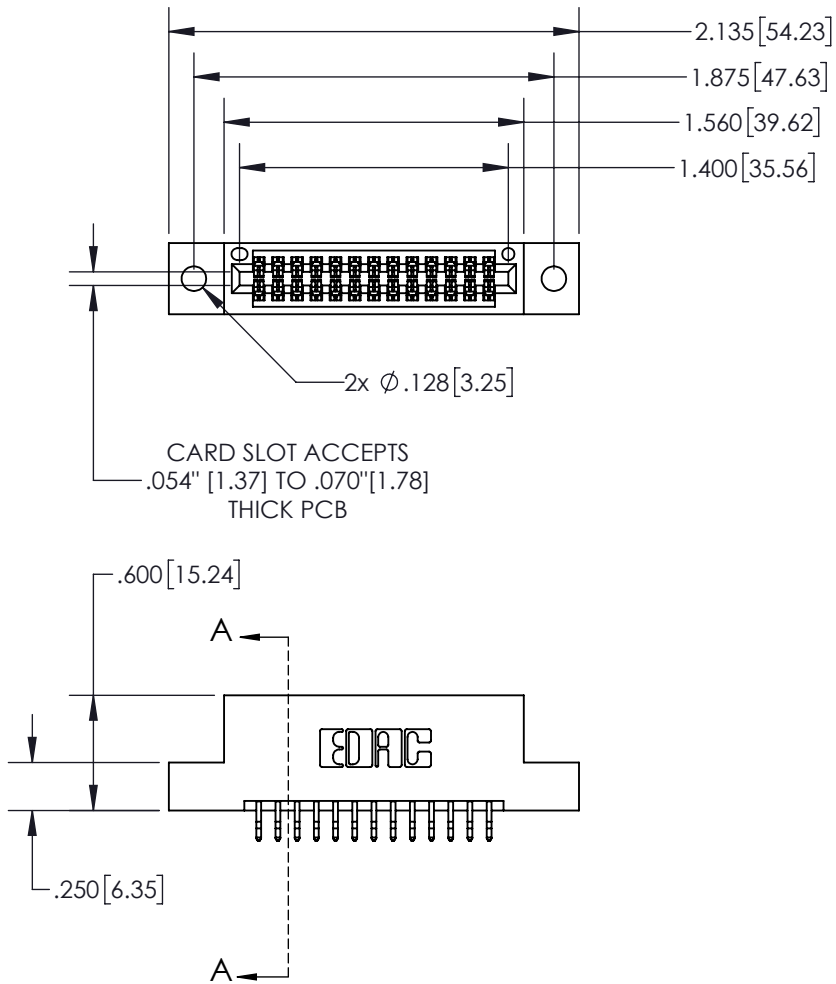 2.135[54.23]
1.875[47.63]
1.560[39.62]
1.400[35.56]
2x ∅.128[3.25]
CARD SLOT ACCEPTS
.054" [1.37] TO .070"[1.78]
THICK PCB
.600[15.24]
A
EDAC
.250[6.35]
A